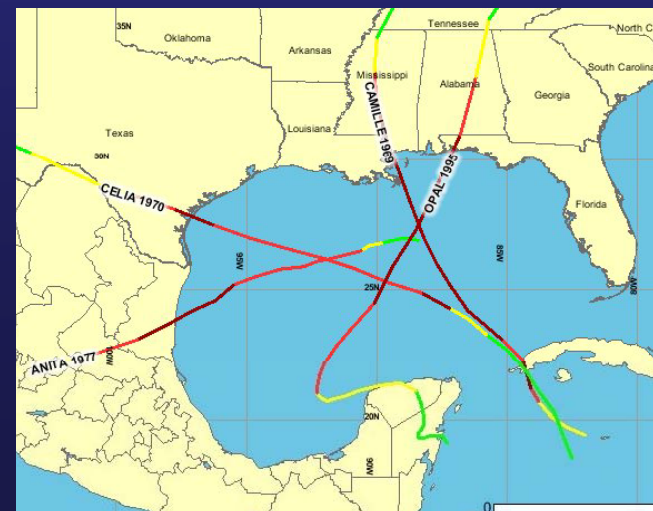 35N
Tennessee
North C
Oklahoma
Arkansas
South Carolina
Mississippi
Alabama
Georgia
Texas
Louisiana
CAMILLE 1969
OPAL 1995
30N
CELIA 1970
Florida
95W
85W
80W
25N
ANITA 1977
100W
20N
90W
0